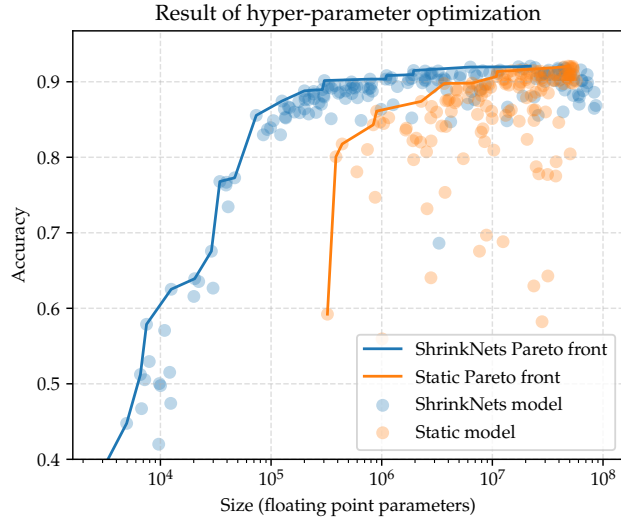 Result of hyper-parameter optimization
Accuracy
0.9
0.8
0.7
0.6
0.5
0.4
ShrinkNets Pareto front
Static Pareto front
ShrinkNets model
Static model
10^4
10^5
10^6
10^7
10^8
Size (floating point parameters)